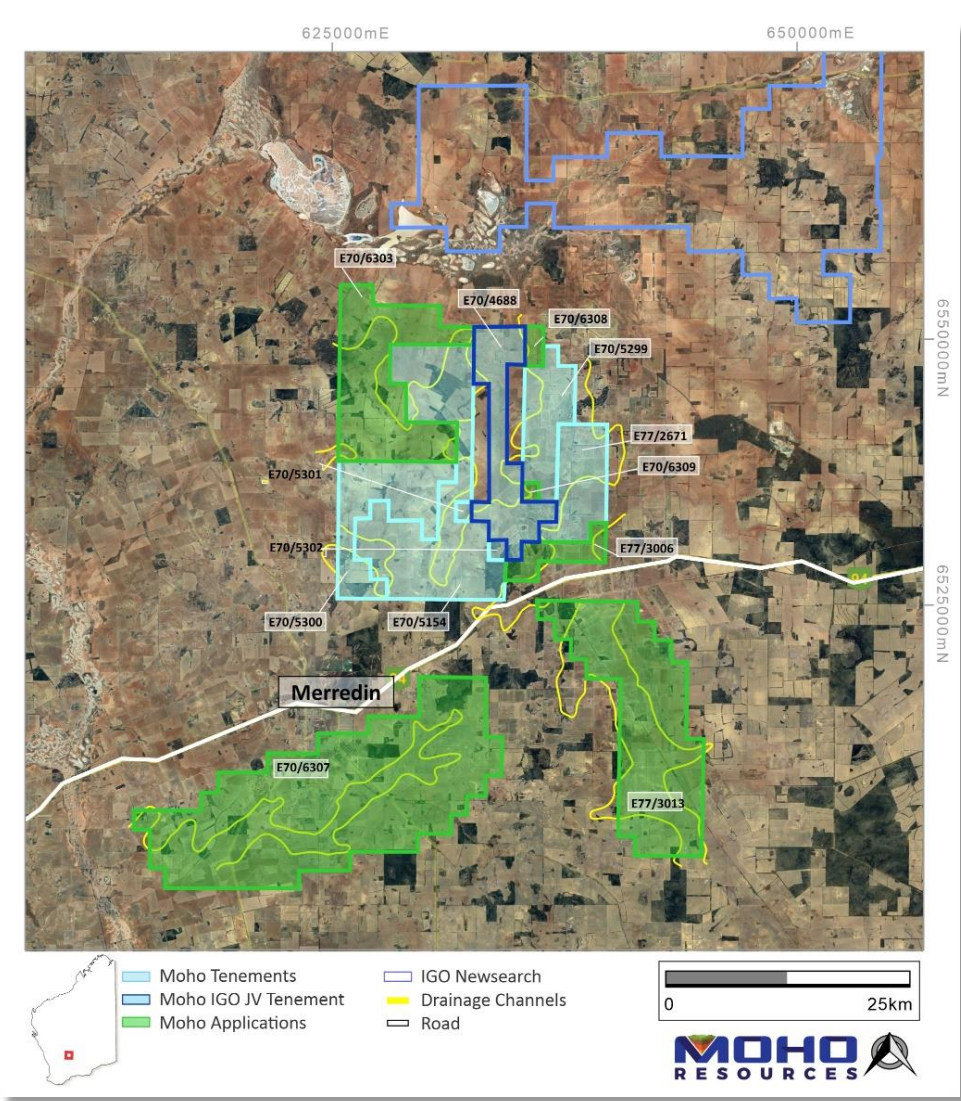 625000mE
650000mE
E70/6303
E70/4688
E70/6308
E70/5299
6550000mN
E77/2671
E70/6309
E70/5301
E70/5302
E77/3006
94
6525000mN
E70/5300
E70/5154
Merredin
E70/6307
E77/3013
Moho Tenements
Moho IGO JV Tenement
Moho Applications
IGO Newsearch
Drainage Channels
Road
0
25km
MOHO
RESOURCES